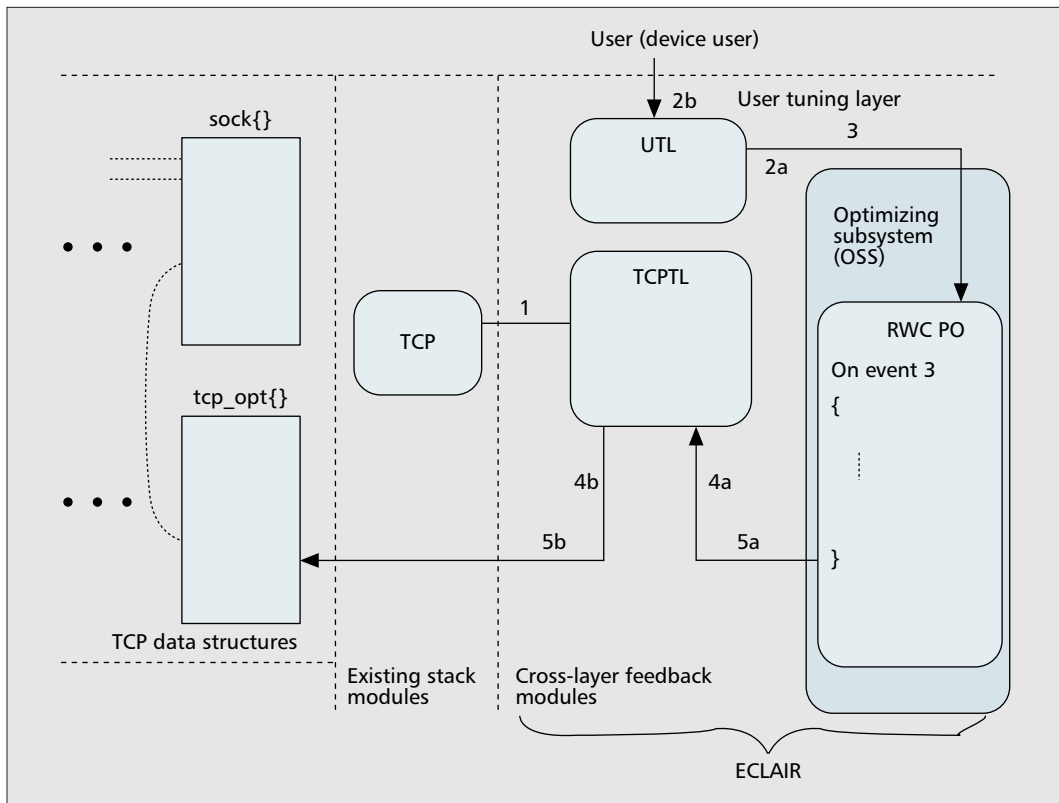 User (device user)
2b
User tuning layer
sock{}
UTL
3
2a
Optimizing
subsystem
(OSS)
TCPTL
1
TCP
RWC PO
On event 3
{
tcp_opt{}
4b
4a
5b
5a
}
TCP data structures
Existing stack
modules
Cross-layer feedback
modules
ECLAIR